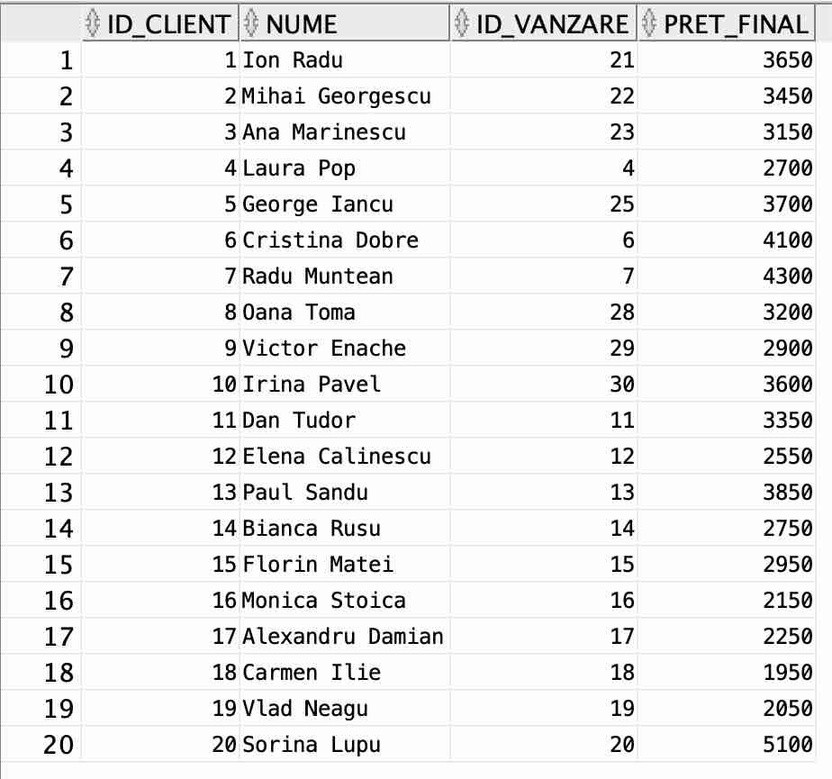 ID_CLIENT NUME ID_VANZARE PRET_FINAL
1 1 Ion Radu 21 3650
2 2 Mihai Georgescu 22 3450
3 3 Ana Marinescu 23 3150
4 4 Laura Pop 4 2700
5 5 George Iancu 25 3700
6 6 Cristina Dobre 6 4100
7 7 Radu Muntean 7 4300
8 8 Oana Toma 28 3200
9 9 Victor Enache 29 2900
10 10 Irina Pavel 30 3600
11 11 Dan Tudor 11 3350
12 12 Elena Calinescu 12 2550
13 13 Paul Sandu 13 3850
14 14 Bianca Rusu 14 2750
15 15 Florin Matei 15 2950
16 16 Monica Stoica 16 2150
17 17 Alexandru Damian 17 2250
18 18 Carmen Ilie 18 1950
19 19 Vlad Neagu 19 2050
20 20 Sorina Lupu 20 5100